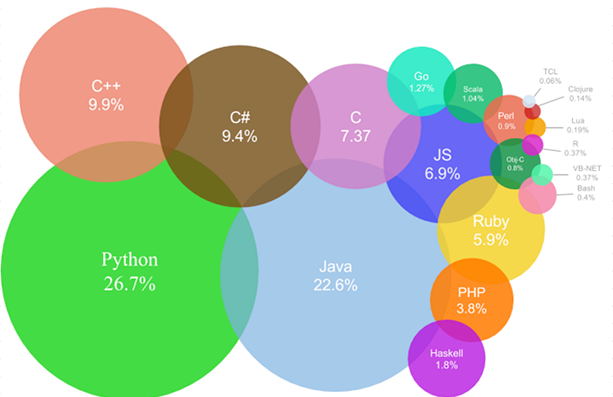 C++
9.9%
C#
9.4%
C
7.37
Go
1.27%
Scala
1.04%
TCL
0.06%
Clojure
0.14%
Perl
0.9%
Lua
0.19%
R
0.37%
JS
6.9%
Obj-C
0.8%
VB-NET
0.37%
Bash
0.4%
Ruby
5.9%
Python
26.7%
Java
22.6%
PHP
3.8%
Haskell
1.8%